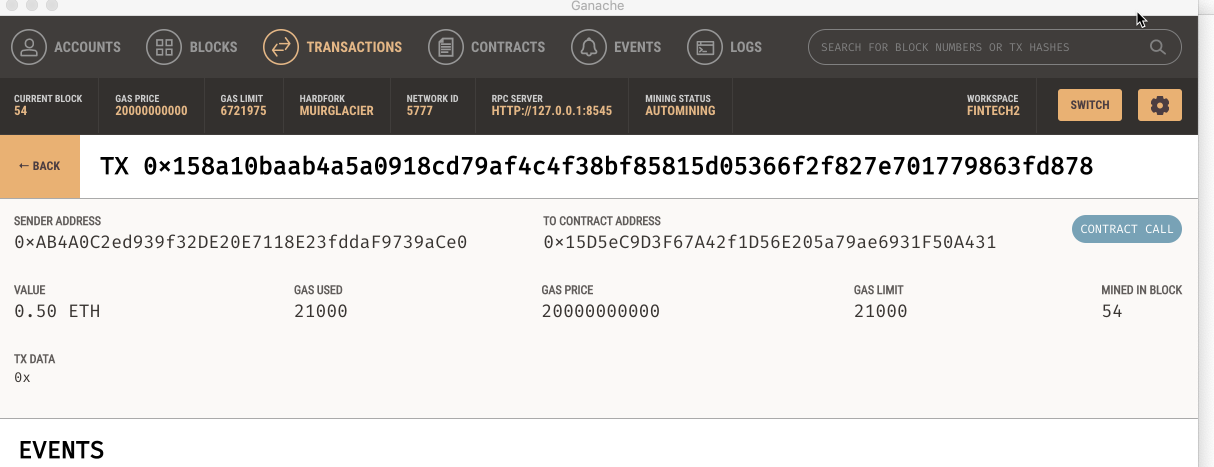 Ganache
ACCOUNTS BLOCKS TRANSACTIONS CONTRACTS EVENTS LOGS SEARCH FOR BLOCK NUMBERS OR TX HASHES
CURRENT BLOCK GAS PRICE GAS LIMIT HARDFORK NETWORK ID RPC SERVER MINING STATUS WORKSPACE
54 20000000000 6721975 MUIRGLACIER 5777 HTTP://127.0.0.1:8545 AUTOMINING FINTECH2 SWITCH
← BACK TX 0×158a10baab4a5a0918cd79af4c4f38bf85815d05366f2f827e701779863fd878
SENDER ADDRESS TO CONTRACT ADDRESS
0×AB4A0C2ed939f32DE20E7118E23fddaF9739aCe0 0×15D5eC9D3F67A42f1D56E205a79ae6931F50A431 CONTRACT CALL
VALUE GAS USED GAS PRICE GAS LIMIT MINED IN BLOCK
0.50 ETH 21000 20000000000 21000 54
TX DATA
0x
EVENTS